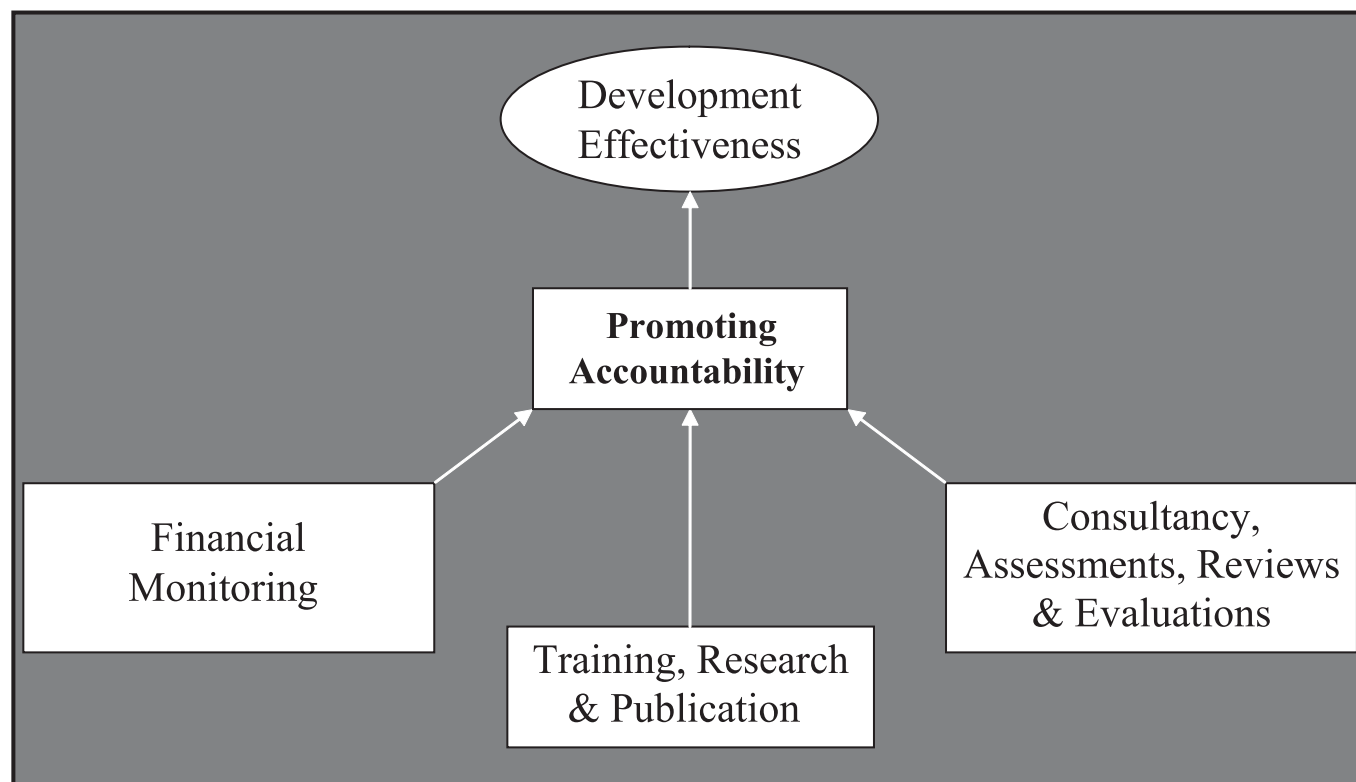 Development
Effectiveness
Promoting
Accountability
Financial
Monitoring
Consultancy,
Assessments, Reviews
& Evaluations
Training, Research
& Publication